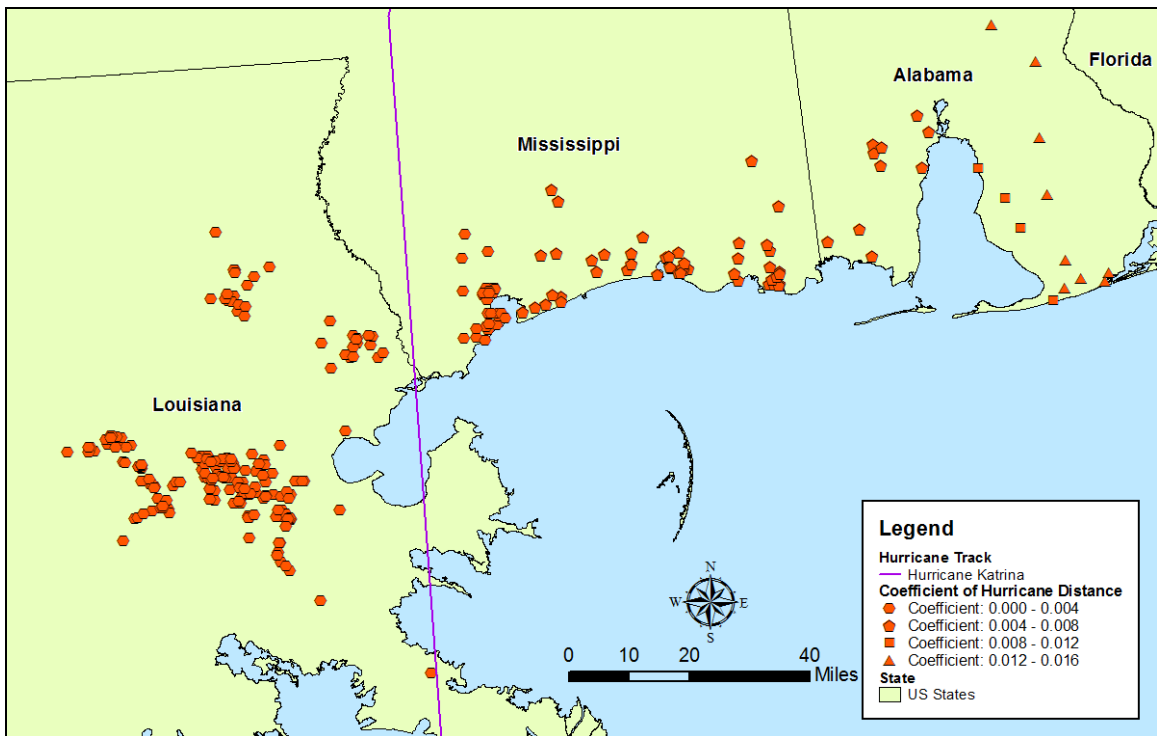 Florida
Alabama
Mississippi
Louisiana
N
W
E
S
0 10 20 40
Miles
Legend
Hurricane Track
Hurricane Katrina
Coefficient of Hurricane Distance
Coefficient: 0.000 - 0.004
Coefficient: 0.004 - 0.008
Coefficient: 0.008 - 0.012
Coefficient: 0.012 - 0.016
State
US States